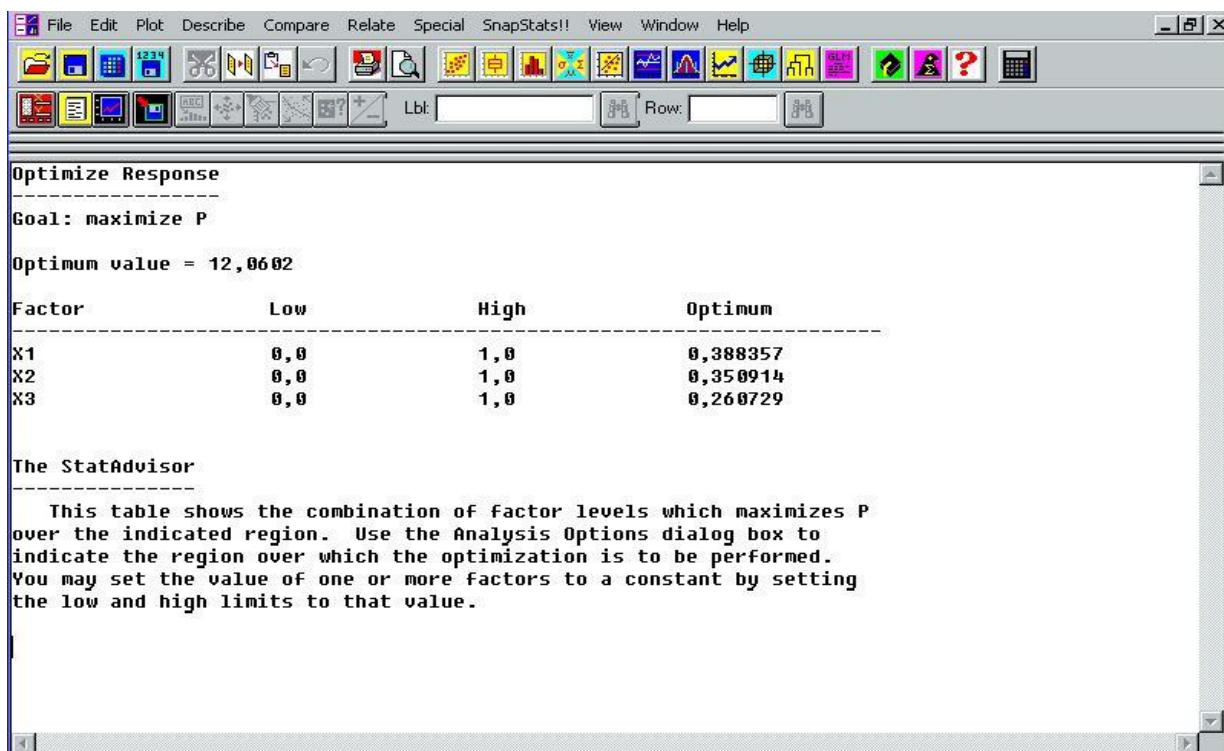 File Edit Plot Describe Compare Relate Special SnapStats!! View Window Help
1234
GLM
Lbl: Row:
Optimize Response
-----------------
Goal: maximize P
Optimum value = 12,0602
Factor Low High Optimum
-----------------------------------------------------------------------
X1 0,0 1,0 0,388357
X2 0,0 1,0 0,350914
X3 0,0 1,0 0,260729
The StatAdvisor
---------------
This table shows the combination of factor levels which maximizes P
over the indicated region. Use the Analysis Options dialog box to
indicate the region over which the optimization is to be performed.
You may set the value of one or more factors to a constant by setting
the low and high limits to that value.